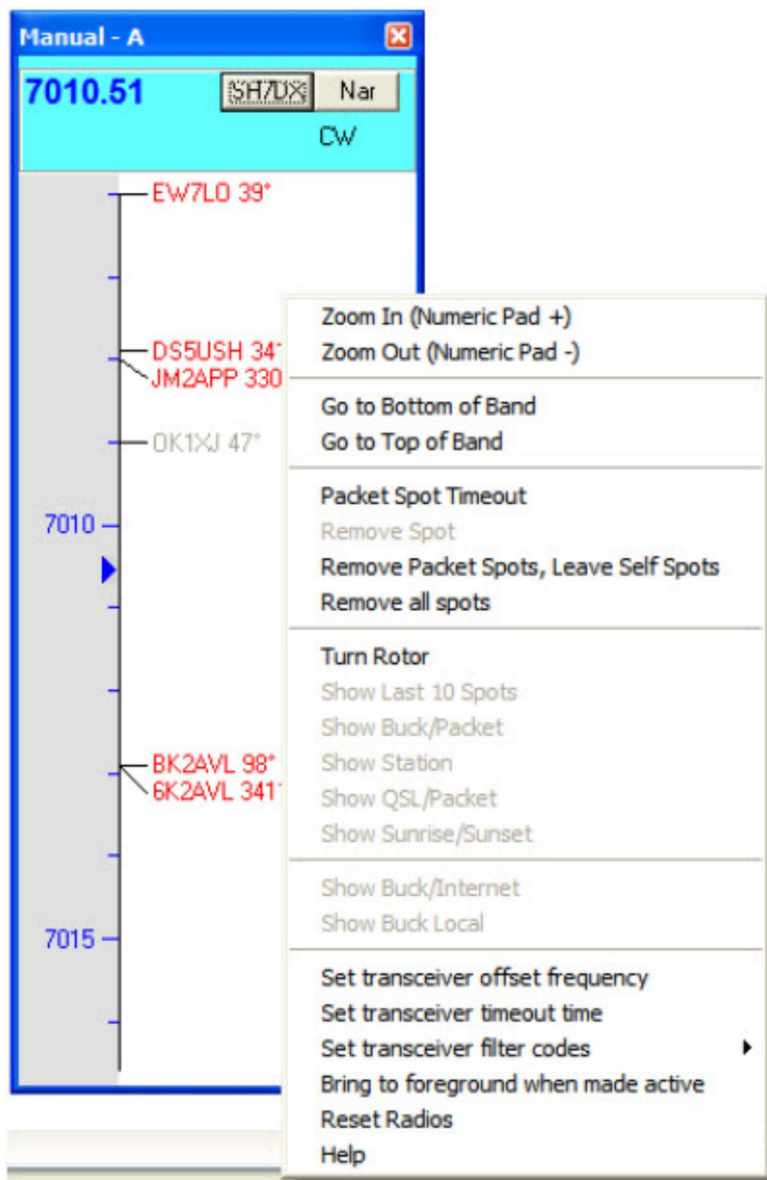 Manual - A
7010.51 SH/DX Nar
CW
EW7LO 39°
DS5USH 34°
JM2APP 330
OK1XJ 47°
7010
BK2AVL 98°
6K2AVL 341°
7015
Zoom In (Numeric Pad +)
Zoom Out (Numeric Pad -)
Go to Bottom of Band
Go to Top of Band
Packet Spot Timeout
Remove Spot
Remove Packet Spots, Leave Self Spots
Remove all spots
Turn Rotor
Show Last 10 Spots
Show Buck/Packet
Show Station
Show QSL/Packet
Show Sunrise/Sunset
Show Buck/Internet
Show Buck Local
Set transceiver offset frequency
Set transceiver timeout time
Set transceiver filter codes
Bring to foreground when made active
Reset Radios
Help